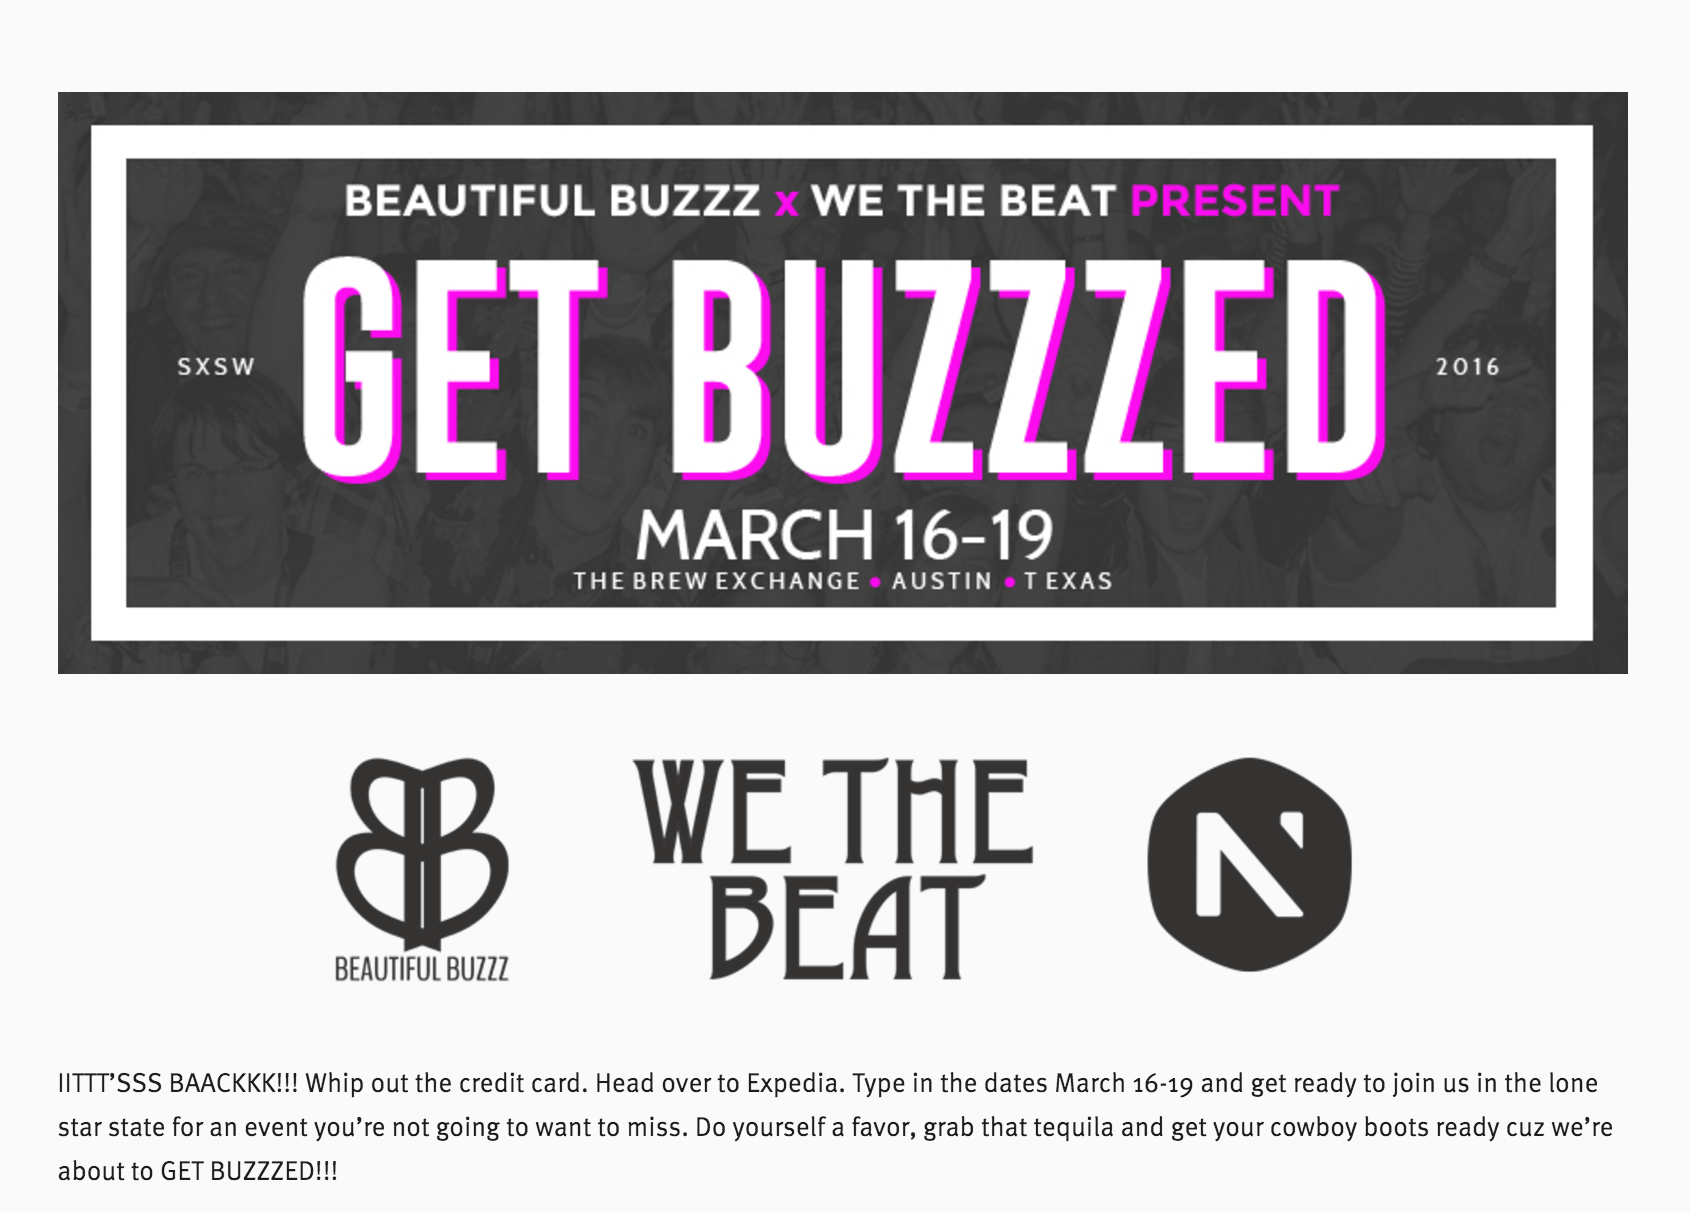 BEAUTIFUL BUZZZ x WE THE BEAT PRESENT
GET BUZZZED
SXSW
2016
MARCH 16-19
THE BREW EXCHANGE • AUSTIN • TEXAS
BEAUTIFUL BUZZZ
WE THE
BEAT
N
IITTT’SSS BAACKKK!!! Whip out the credit card. Head over to Expedia. Type in the dates March 16-19 and get ready to join us in the lone
star state for an event you’re not going to want to miss. Do yourself a favor, grab that tequila and get your cowboy boots ready cuz we’re
about to GET BUZZZED!!!